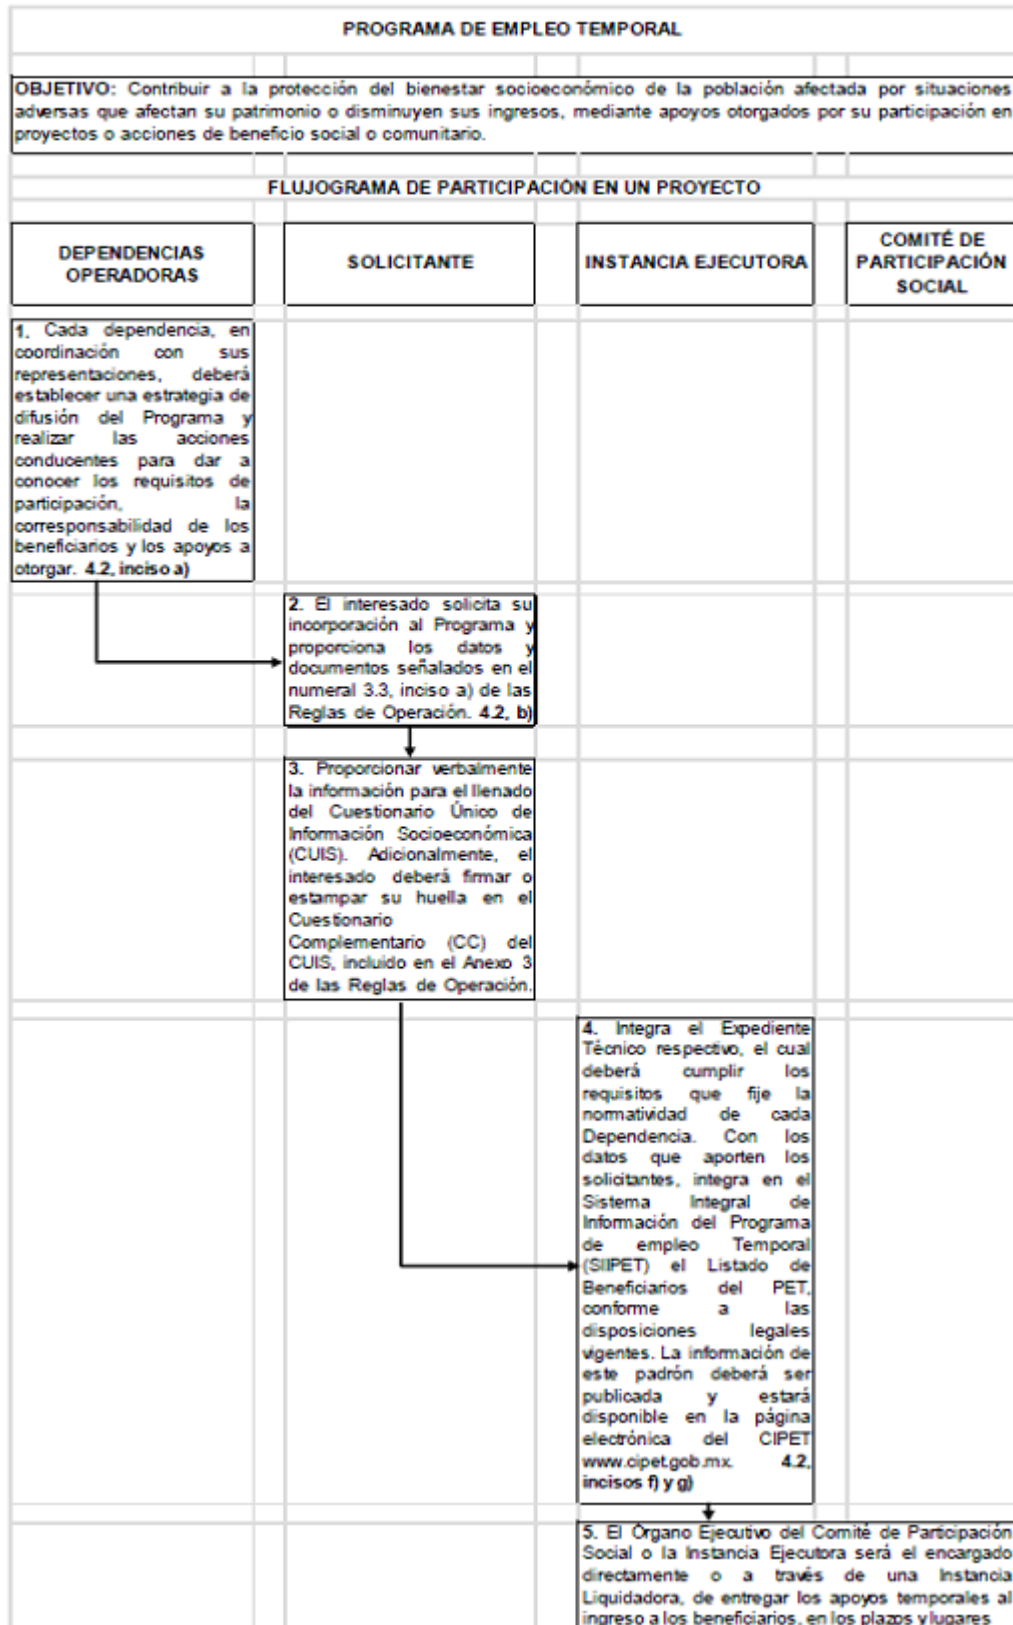 PROGRAMA DE EMPLEO TEMPORAL
OBJETIVO: Contribuir a la protección del bienestar socioeconómico de la población afectada por situaciones
adversas que afectan su patrimonio o disminuyen sus ingresos, mediante apoyos otorgados por su participación en
proyectos o acciones de beneficio social o comunitario.
FLUJOGRAMA DE PARTICIPACIÓN EN UN PROYECTO
DEPENDENCIAS
OPERADORAS
SOLICITANTE
INSTANCIA EJECUTORA
COMITÉ DE
PARTICIPACIÓN
SOCIAL
1. Cada dependencia, en
coordinación con sus
representaciones, deberá
establecer una estrategia de
difusión del Programa y
realizar las acciones
conducentes para dar a
conocer los requisitos de
participación, la
corresponsabilidad de los
beneficiarios y los apoyos a
otorgar. 4.2, inciso a)
2. El interesado solicita su
incorporación al Programa y
proporciona los datos y
documentos señalados en el
numeral 3.3, inciso a) de las
Reglas de Operación. 4.2, b)
3. Proporcionar verbalmente
la información para el llenado
del Cuestionario Único de
Información Socioeconómica
(CUIS). Adicionalmente, el
interesado deberá firmar o
estampar su huella en el
Cuestionario
Complementario (CC) del
CUIS, incluido en el Anexo 3
de las Reglas de Operación.
4. Integra el Expediente
Técnico respectivo, el cual
deberá cumplir los
requisitos que fije la
normatividad de cada
Dependencia. Con los
datos que aporten los
solicitantes, integra en el
Sistema Integral de
Información del Programa
de empleo Temporal
(SIIPET) el Listado de
Beneficiarios del PET,
conforme a las
disposiciones legales
vigentes. La información de
este padrón deberá ser
publicada y estará
disponible en la página
electrónica del CIPET
www.cipet.gob.mx. 4.2,
incisos f) y g)
5. El Órgano Ejecutivo del Comité de Participación
Social o la Instancia Ejecutora será el encargado
directamente o a través de una Instancia
Liquidadora, de entregar los apoyos temporales al
ingreso a los beneficiarios, en los plazos y lugares